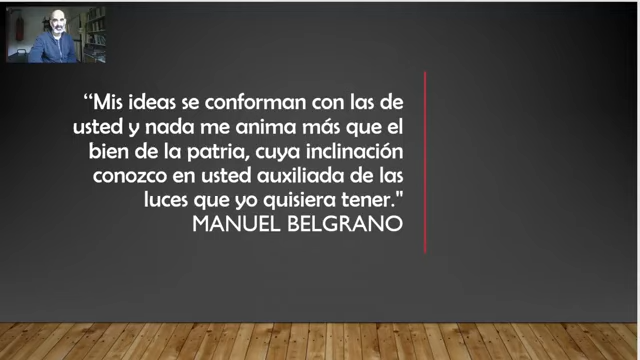 “Mis ideas se conforman con las de
usted y nada me anima más que el
bien de la patria, cuya inclinación
conozco en usted auxiliada de las
luces que yo quisiera tener."
MANUEL BELGRANO